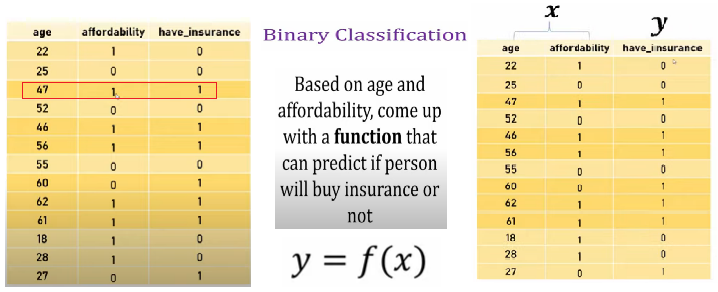 age affordability have_insurance
22 1 0
25 0 0
47 1 1
52 0 0
46 1 1
56 1 1
55 0 0
60 0 1
62 1 1
61 1 1
18 1 0
28 1 0
27 0 1
Binary Classification
Based on age and
affordability, come up
with a function that
can predict if person
will buy insurance or
not
y = f(x)
x y
age affordability have_insurance
22 1 0
25 0 0
47 1 1
52 0 0
46 1 1
56 1 1
55 0 0
60 0 1
62 1 1
61 1 1
18 1 0
28 1 0
27 0 1